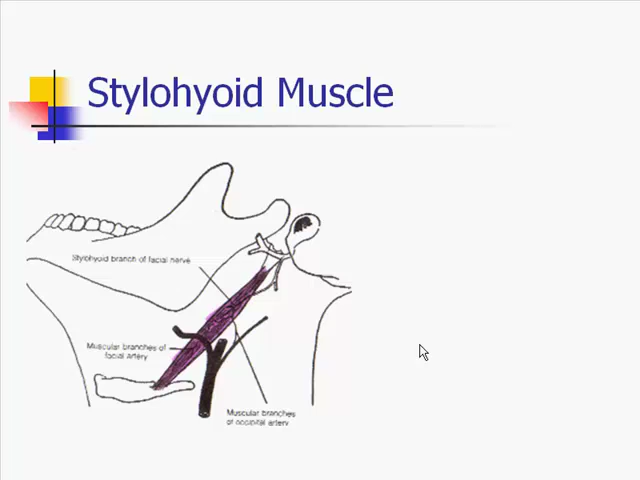 Stylohyoid Muscle
Stylohyoid branch of facial nerve
Muscular branches of
facial artery
Muscular branches
of occipital artery